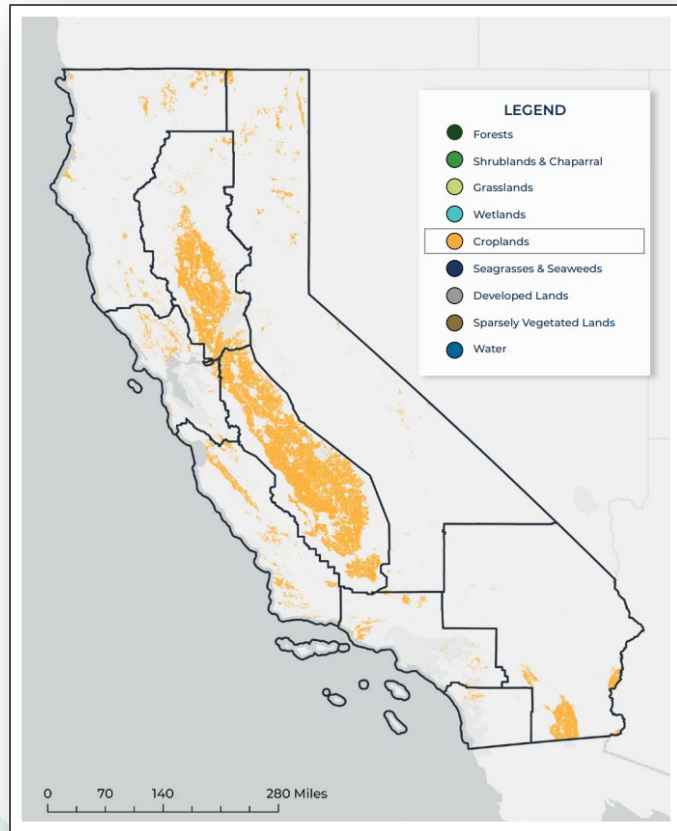 LEGEND
Forests
Shrublands & Chaparral
Grasslands
Wetlands
Croplands
Seagrasses & Seaweeds
Developed Lands
Sparsely Vegetated Lands
Water
0 70 140 280 Miles